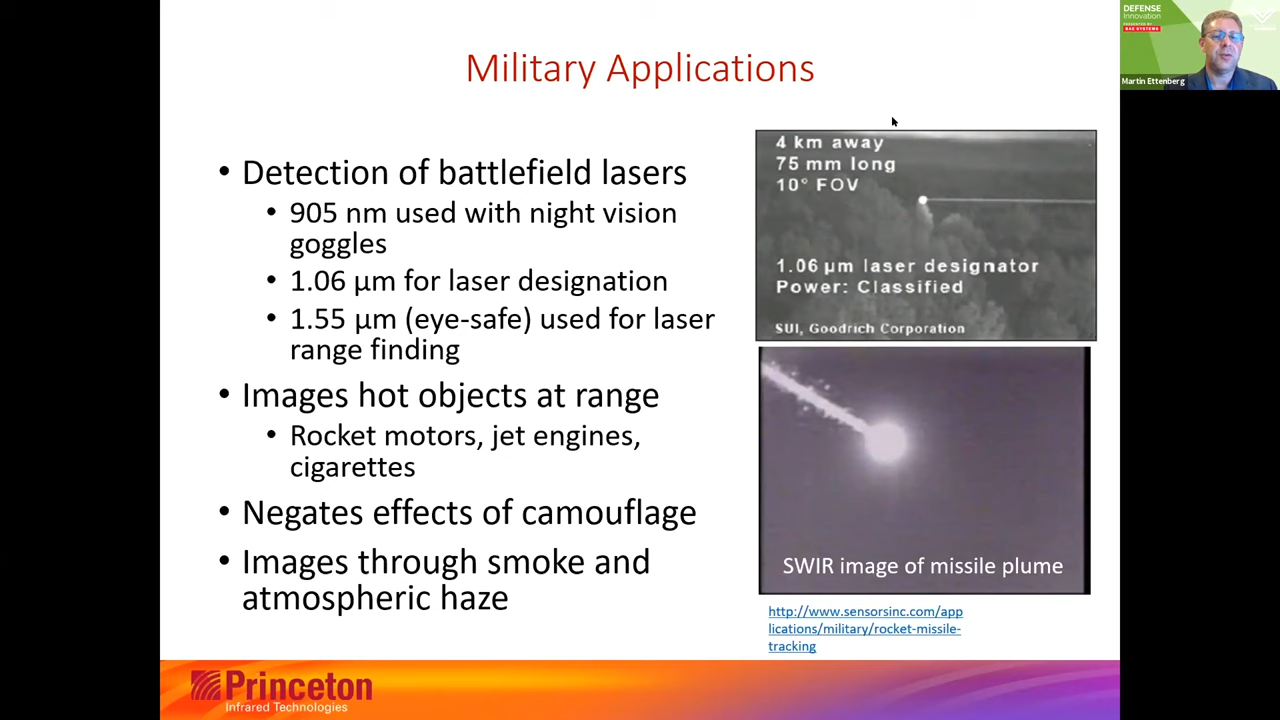 Military Applications
• Detection of battlefield lasers
• 905 nm used with night vision
goggles
• 1.06 µm for laser designation
• 1.55 µm (eye-safe) used for laser
range finding
• Images hot objects at range
• Rocket motors, jet engines,
cigarettes
• Negates effects of camouflage
• Images through smoke and
atmospheric haze
4 km away
75 mm long
10° FOV
1.06 µm laser designator
Power: Classified
SUI, Goodrich Corporation
SWIR image of missile plume
http://www.sensorsinc.com/app
lications/military/rocket-missile-
tracking
Princeton
Infrared Technologies
DEFENSE
Innovation
PRESENTED BY
BAE SYSTEMS
Martin Ettenberg